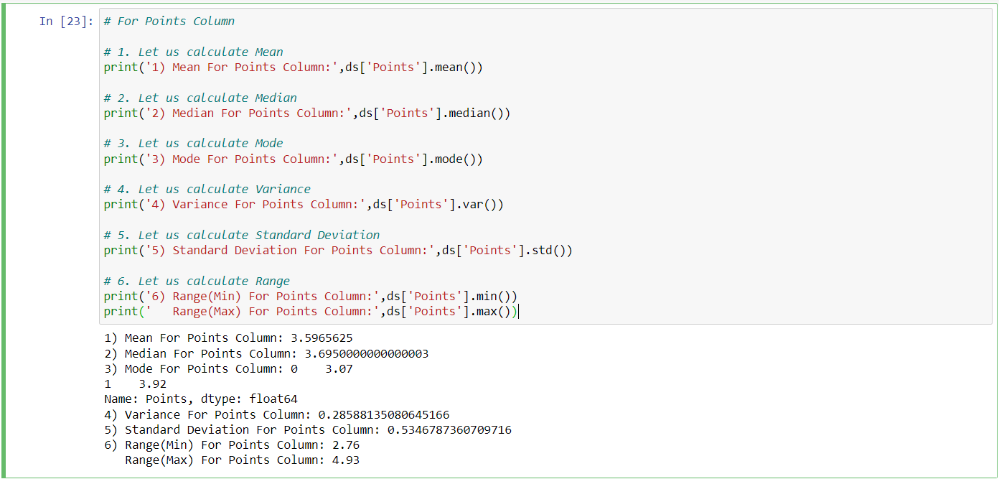 In [23]: # For Points Column
# 1. Let us calculate Mean
print('1) Mean For Points Column:',ds['Points'].mean())
# 2. Let us calculate Median
print('2) Median For Points Column:',ds['Points'].median())
# 3. Let us calculate Mode
print('3) Mode For Points Column:',ds['Points'].mode())
# 4. Let us calculate Variance
print('4) Variance For Points Column:',ds['Points'].var())
# 5. Let us calculate Standard Deviation
print('5) Standard Deviation For Points Column:',ds['Points'].std())
# 6. Let us calculate Range
print('6) Range(Min) For Points Column:',ds['Points'].min())
print('   Range(Max) For Points Column:',ds['Points'].max())
1) Mean For Points Column: 3.5965625
2) Median For Points Column: 3.6950000000000003
3) Mode For Points Column: 0    3.07
1    3.92
Name: Points, dtype: float64
4) Variance For Points Column: 0.28588135080645166
5) Standard Deviation For Points Column: 0.5346787360709716
6) Range(Min) For Points Column: 2.76
   Range(Max) For Points Column: 4.93